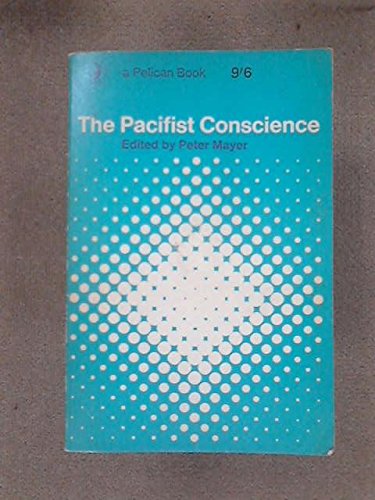 a Pelican Book 9/6
The Pacifist Conscience
Edited by Peter Mayer